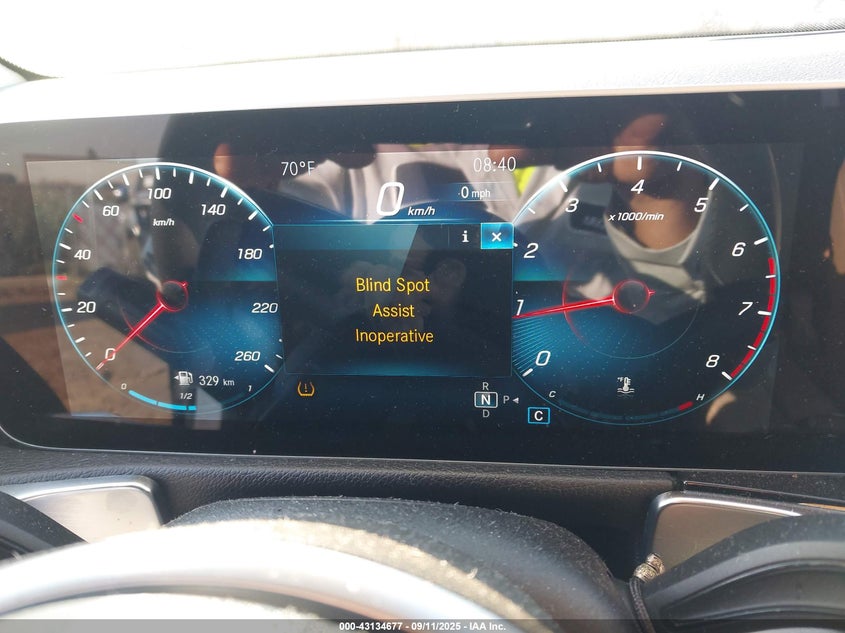 70°F
08:40
0 km/h
·0 mph
0
20
40
60
100
140
180
220
260
km/h
0
1/2
1
329 km
i
×
Blind Spot
Assist
Inoperative
R
N
P
D
C
0
1
2
3
4
5
6
7
8
x 1000/min
°F
C
H
000-43134677 - 09/11/2025 - IAA Inc.